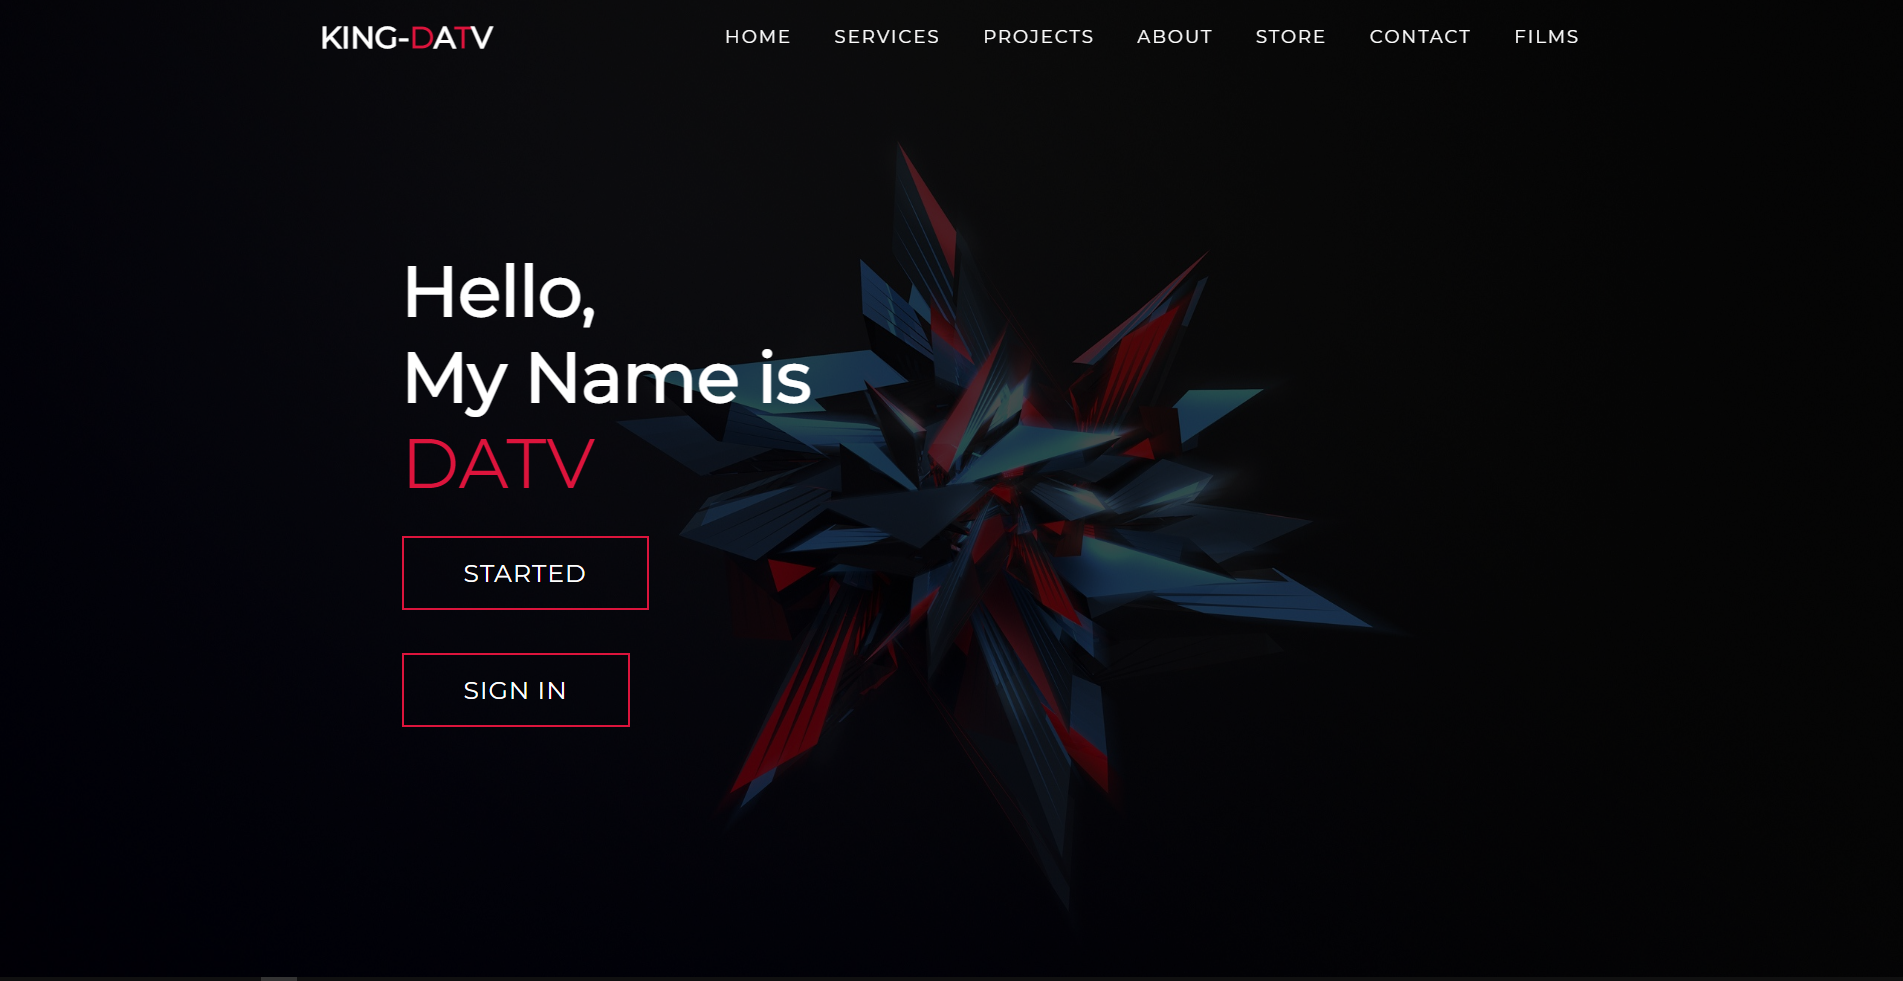 KING-DATV
HOME SERVICES PROJECTS ABOUT STORE CONTACT FILMS
Hello,
My Name is
DATV
STARTED
SIGN IN